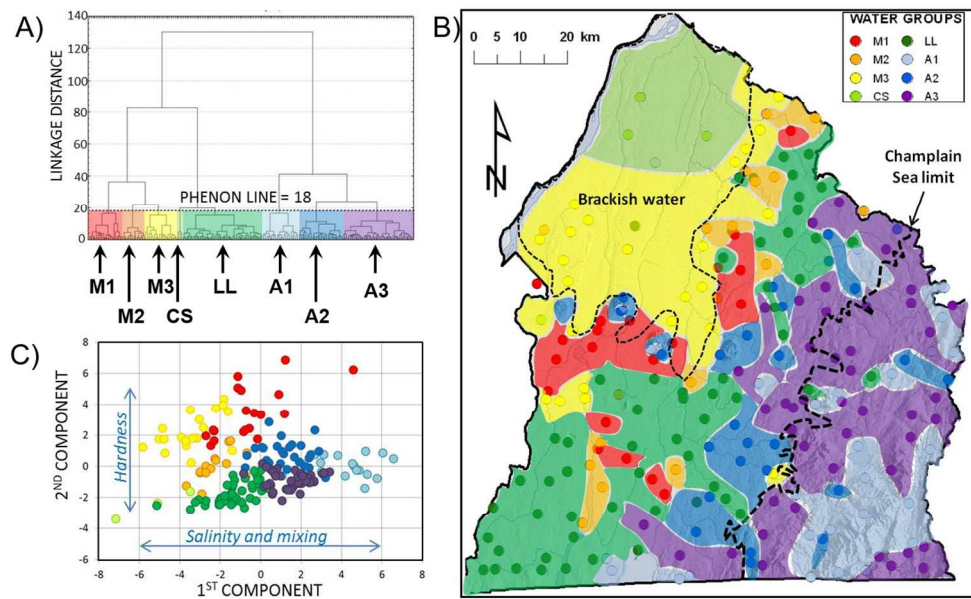 A)
140
120
100
80
60
40
20
0
LINKAGE DISTANCE
PHENON LINE = 18
M1 M3 LL A1 A3
M2 CS A2
B)
0 10 20 km
N
WATER GROUPS
M1 LL
M2 A1
M3 A2
CS A3
Champlain
Sea limit
Brackish water
C)
8
6
4
2
0
-2
-4
-6
2ND COMPONENT
Hardness
Salinity and mixing
-8 -6 -4 -2 0 2 4 6 8
1ST COMPONENT